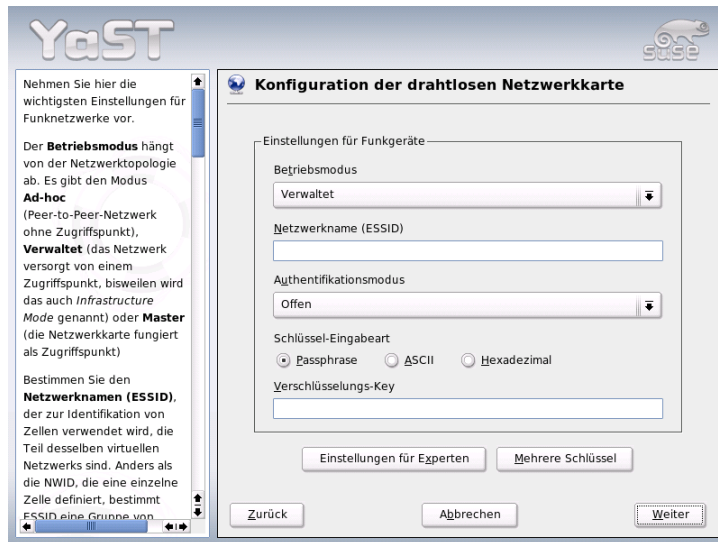 YaST
SUSE
Nehmen Sie hier die
wichtigsten Einstellungen für
Funknetzwerke vor.
Der Betriebsmodus hängt
von der Netzwerktopologie
ab. Es gibt den Modus
Ad-hoc
(Peer-to-Peer-Netzwerk
ohne Zugriffspunkt),
Verwaltet (das Netzwerk
versorgt von einem
Zugriffspunkt, bisweilen wird
das auch Infrastructure
Mode genannt) oder Master
(die Netzwerkkarte fungiert
als Zugriffspunkt)
Bestimmen Sie den
Netzwerknamen (ESSID),
der zur Identifikation von
Zellen verwendet wird, die
Teil desselben virtuellen
Netzwerks sind. Anders als
die NWID, die eine einzelne
Zelle definiert, bestimmt
ESSID eine Gruppe von
Konfiguration der drahtlosen Netzwerkkarte
Einstellungen für Funkgeräte
Betriebsmodus
Verwaltet
Netzwerkname (ESSID)
Authentifikationsmodus
Offen
Schlüssel-Eingabeart
Passphrase ASCII Hexadezimal
Verschlüsselungs-Key
Einstellungen für Experten Mehrere Schlüssel
Zurück Abbrechen Weiter